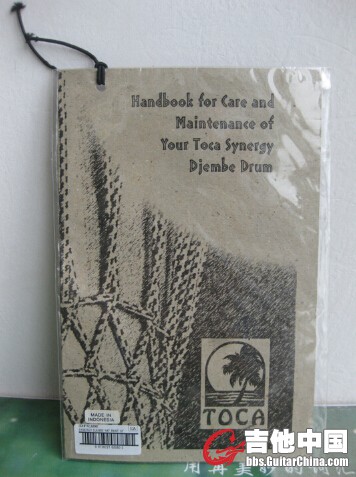 Handbook for Care and
Maintenance of
Your Toca Synergy
Djembe Drum
TOCA
MADE IN
INDONESIA
吉他中国
bbs.GuitarChina.com